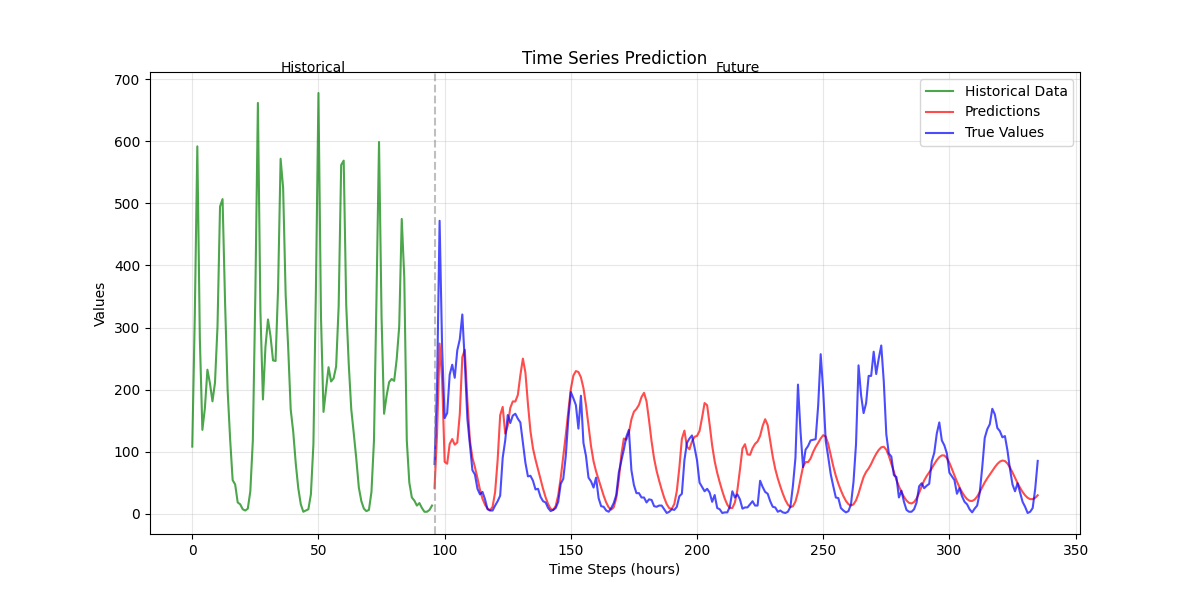 Time Series Prediction
Historical
Future
Historical Data
Predictions
True Values
Values
700
600
500
400
300
200
100
0
0 50 100 150 200 250 300 350
Time Steps (hours)